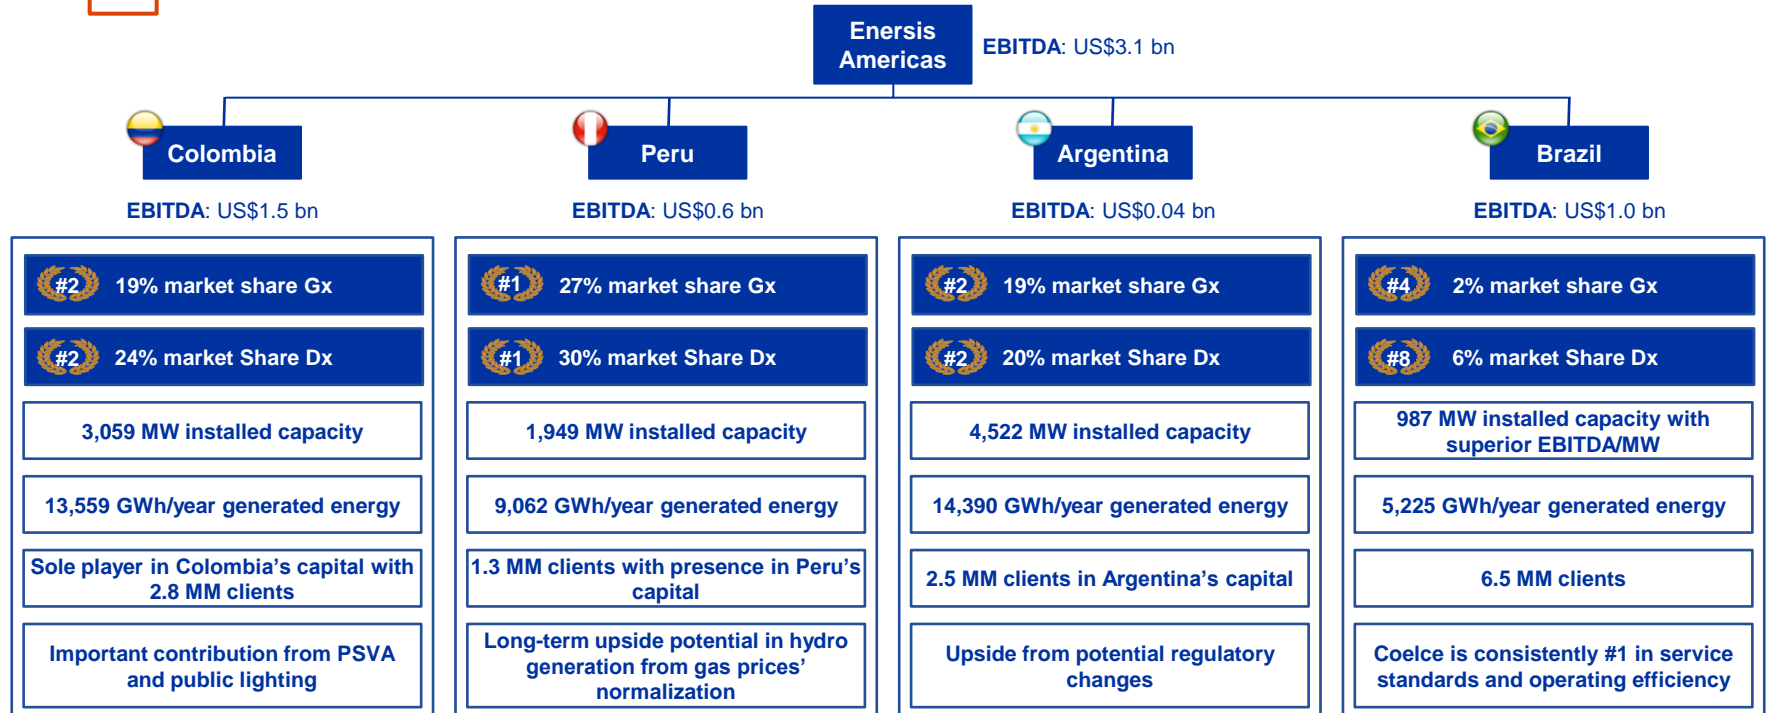 Enersis
Americas
EBITDA: US$3.1 bn
Colombia
EBITDA: US$1.5 bn
#2 19% market share Gx
#2 24% market Share Dx
3,059 MW installed capacity
13,559 GWh/year generated energy
Sole player in Colombia’s capital with
2.8 MM clients
Important contribution from PSVA
and public lighting
Peru
EBITDA: US$0.6 bn
#1 27% market share Gx
#1 30% market Share Dx
1,949 MW installed capacity
9,062 GWh/year generated energy
1.3 MM clients with presence in Peru’s
capital
Long-term upside potential in hydro
generation from gas prices’
normalization
Argentina
EBITDA: US$0.04 bn
#2 19% market share Gx
#2 20% market Share Dx
4,522 MW installed capacity
14,390 GWh/year generated energy
2.5 MM clients in Argentina’s capital
Upside from potential regulatory
changes
Brazil
EBITDA: US$1.0 bn
#4 2% market share Gx
#8 6% market Share Dx
987 MW installed capacity with
superior EBITDA/MW
5,225 GWh/year generated energy
6.5 MM clients
Coelce is consistently #1 in service
standards and operating efficiency